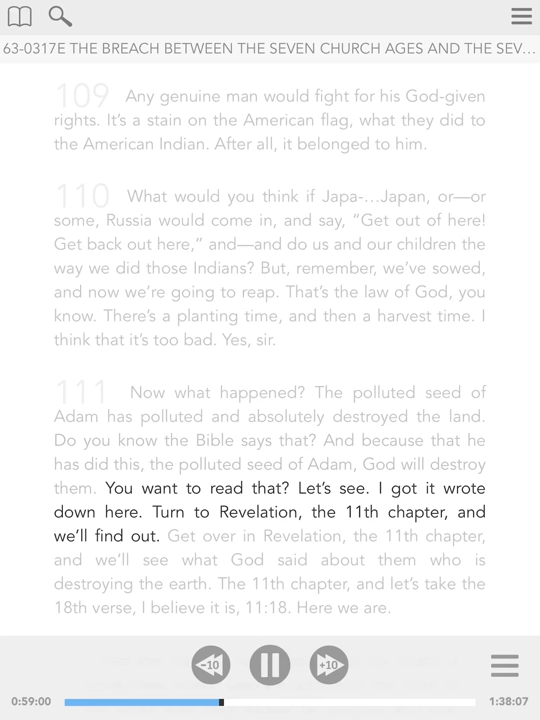 63-0317E THE BREACH BETWEEN THE SEVEN CHURCH AGES AND THE SEV...
109 Any genuine man would fight for his God-given
rights. It's a stain on the American flag, what they did to
the American Indian. After all, it belonged to him.
110 What would you think if Japa-...Japan, or—or
some, Russia would come in, and say, “Get out of here!
Get back out here,” and—and do us and our children the
way we did those Indians? But, remember, we've sowed,
and now we're going to reap. That's the law of God, you
know. There's a planting time, and then a harvest time. I
think that it's too bad. Yes, sir.
111 Now what happened? The polluted seed of
Adam has polluted and absolutely destroyed the land.
Do you know the Bible says that? And because that he
has did this, the polluted seed of Adam, God will destroy
them. You want to read that? Let's see. I got it wrote
down here. Turn to Revelation, the 11th chapter, and
we'll find out. Get over in Revelation, the 11th chapter,
and we'll see what God said about them who is
destroying the earth. The 11th chapter, and let's take the
18th verse, I believe it is, 11:18. Here we are.
-10 +10
0:59:00 1:38:07